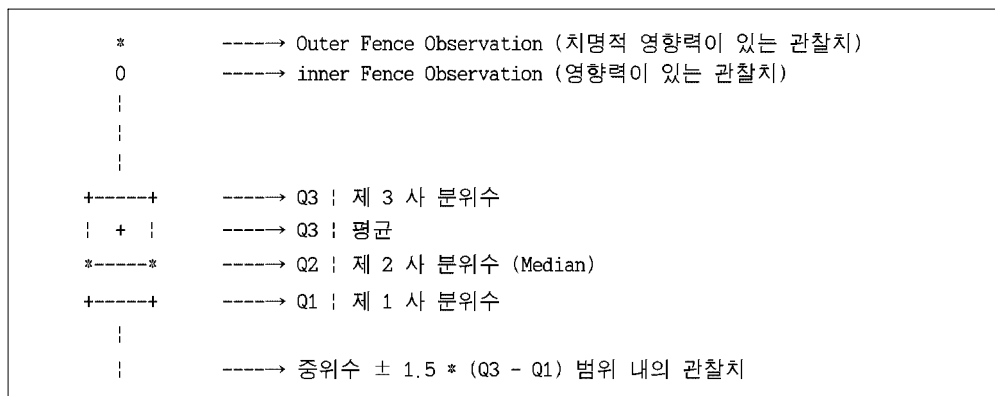 * -----→ Outer Fence Observation (치명적 영향력이 있는 관찰치)
0 -----→ inner Fence Observation (영향력이 있는 관찰치)
¦
¦
¦
+-----+ -----→ Q3 ¦ 제 3 사 분위수
¦ + ¦ -----→ Q3 ¦ 평균
*-----* -----→ Q2 ¦ 제 2 사 분위수 (Median)
+-----+ -----→ Q1 ¦ 제 1 사 분위수
¦
¦ -----→ 중위수 ± 1.5 * (Q3 - Q1) 범위 내의 관찰치